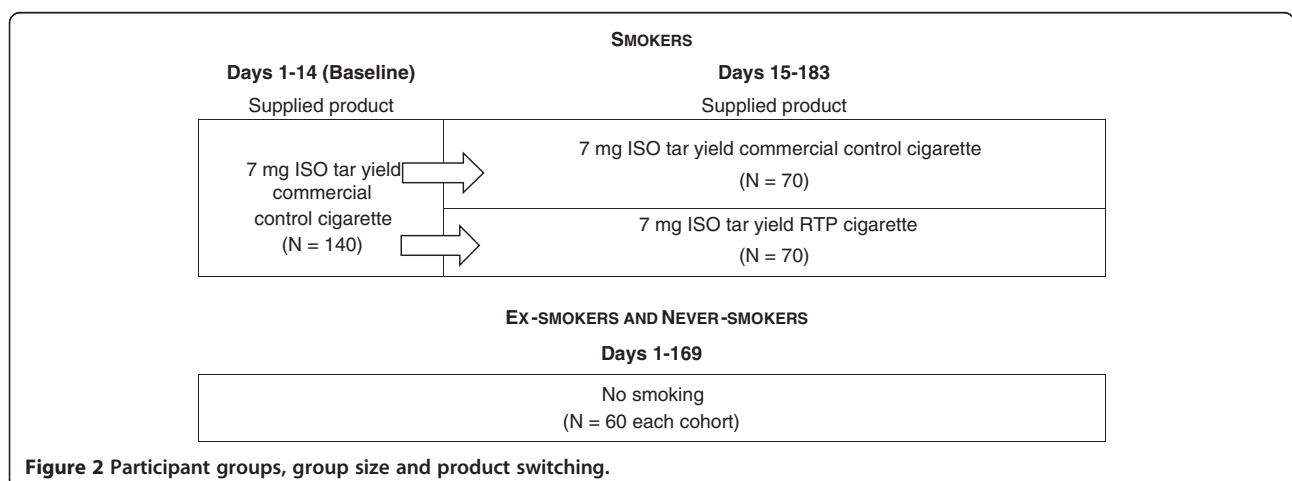 SMOKERS
Days 1-14 (Baseline)
Days 15-183
Supplied product
Supplied product
7 mg ISO tar yield
commercial
control cigarette
(N = 140)
7 mg ISO tar yield commercial control cigarette
(N = 70)
7 mg ISO tar yield RTP cigarette
(N = 70)
EX-SMOKERS AND NEVER-SMOKERS
Days 1-169
No smoking
(N = 60 each cohort)
Figure 2 Participant groups, group size and product switching.